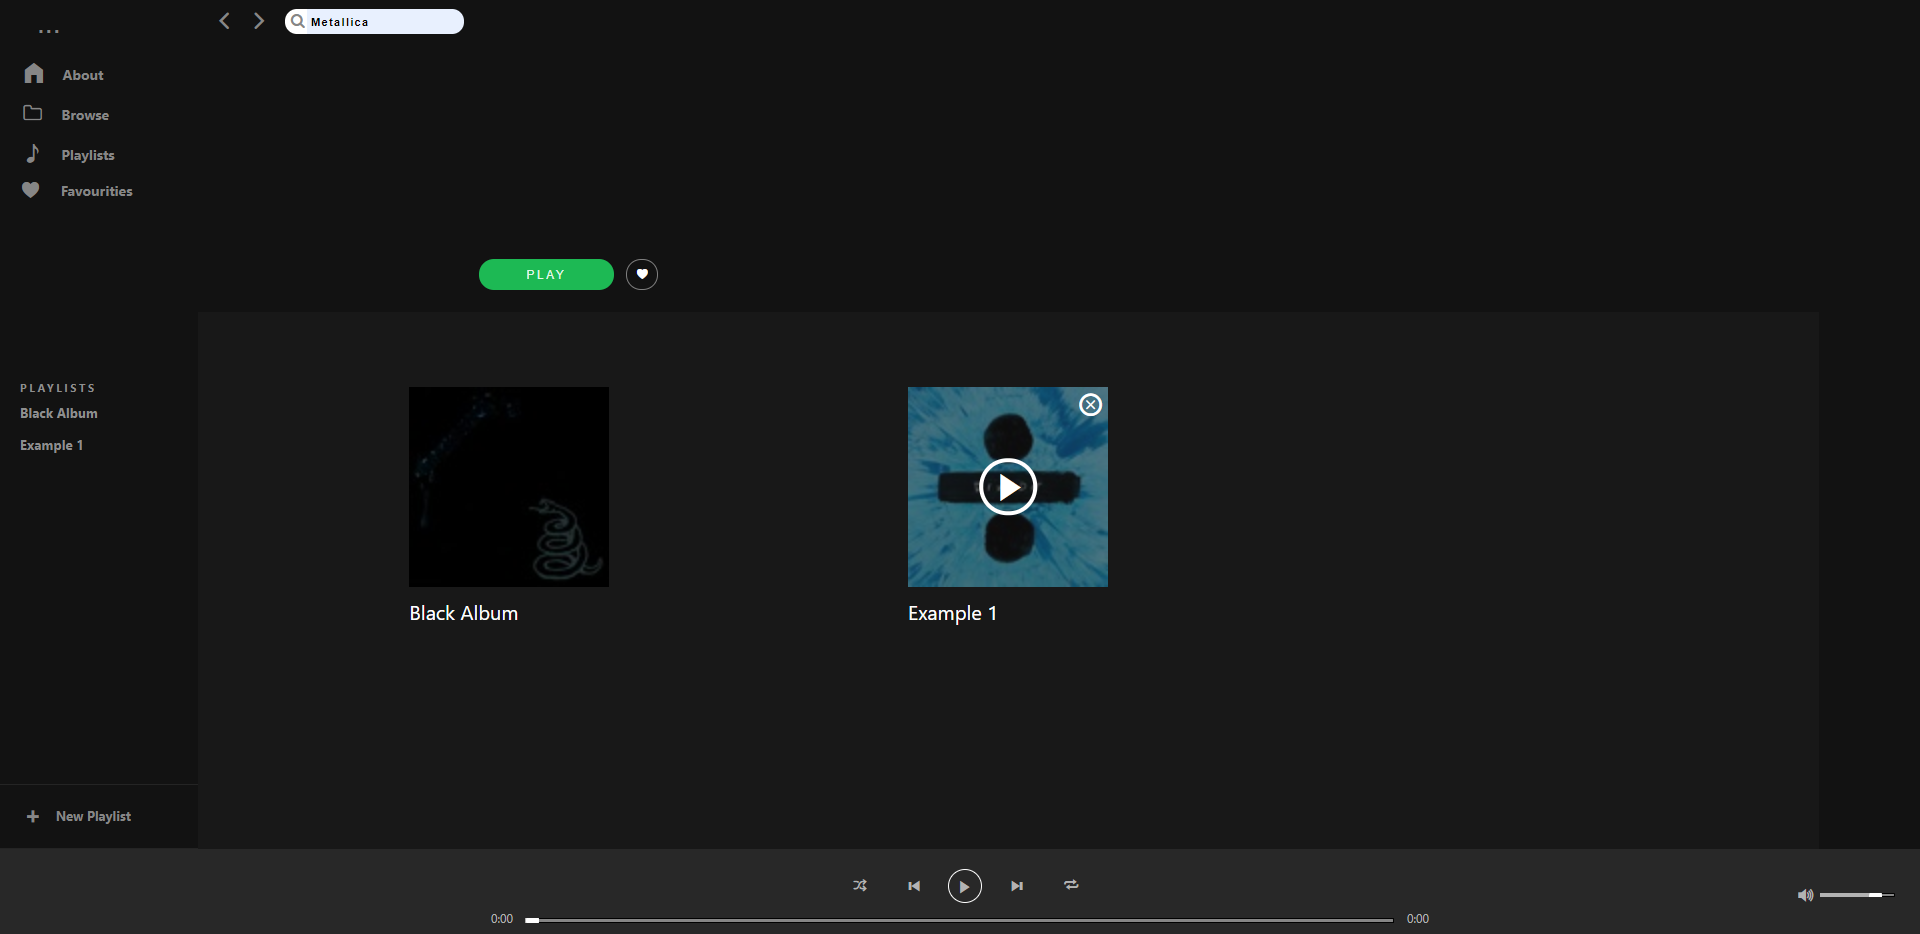 ...
Metallica
About
Browse
Playlists
Favourities
PLAY
PLAYLISTS
Black Album
Example 1
Black Album
Example 1
New Playlist
0:00
0:00